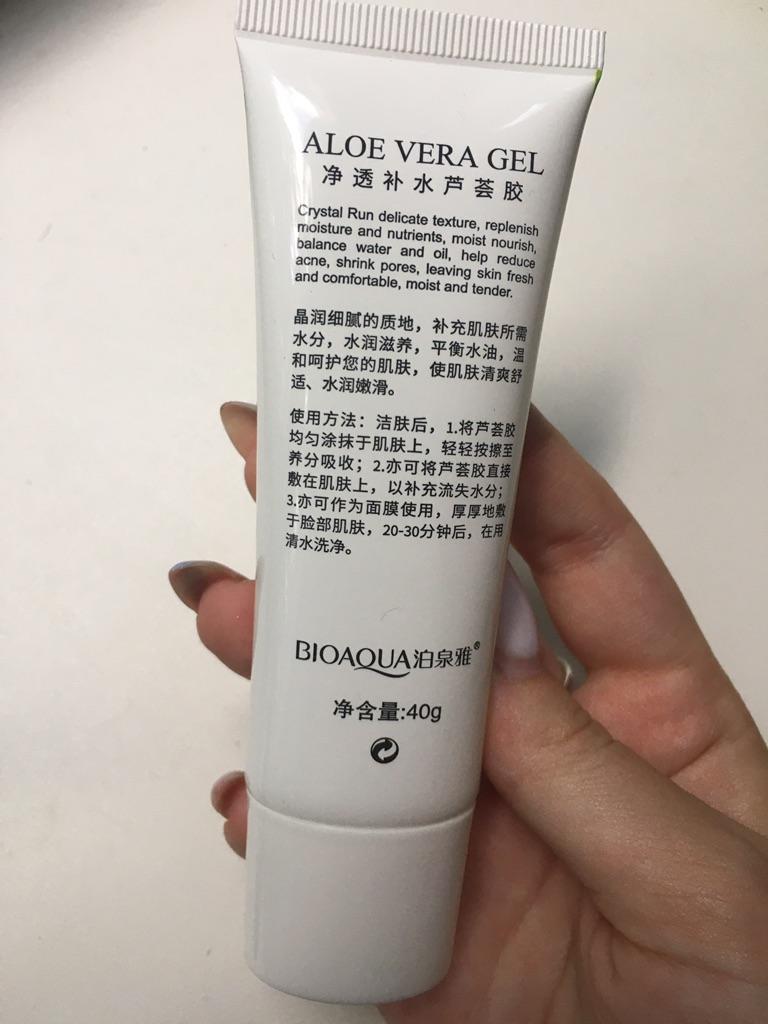 ALOE VERA GEL
净透补水芦荟胶
Crystal Run delicate texture, replenish
moisture and nutrients, moist nourish,
balance water and oil, help reduce
acne, shrink pores, leaving skin fresh
and comfortable, moist and tender.
晶润细腻的质地，补充肌肤所需
水分，水润滋养，平衡水油，温
和呵护您的肌肤，使肌肤清爽舒
适、水润嫩滑。
使用方法：洁肤后，1.将芦荟胶
均匀涂抹于肌肤上，轻轻按擦至
养分吸收；2.亦可将芦荟胶直接
敷在肌肤上，以补充流失水分；
3.亦可作为面膜使用，厚厚地敷
于脸部肌肤，20-30分钟后，在用
清水洗净。
BIOAQUA泊泉雅®
净含量:40g